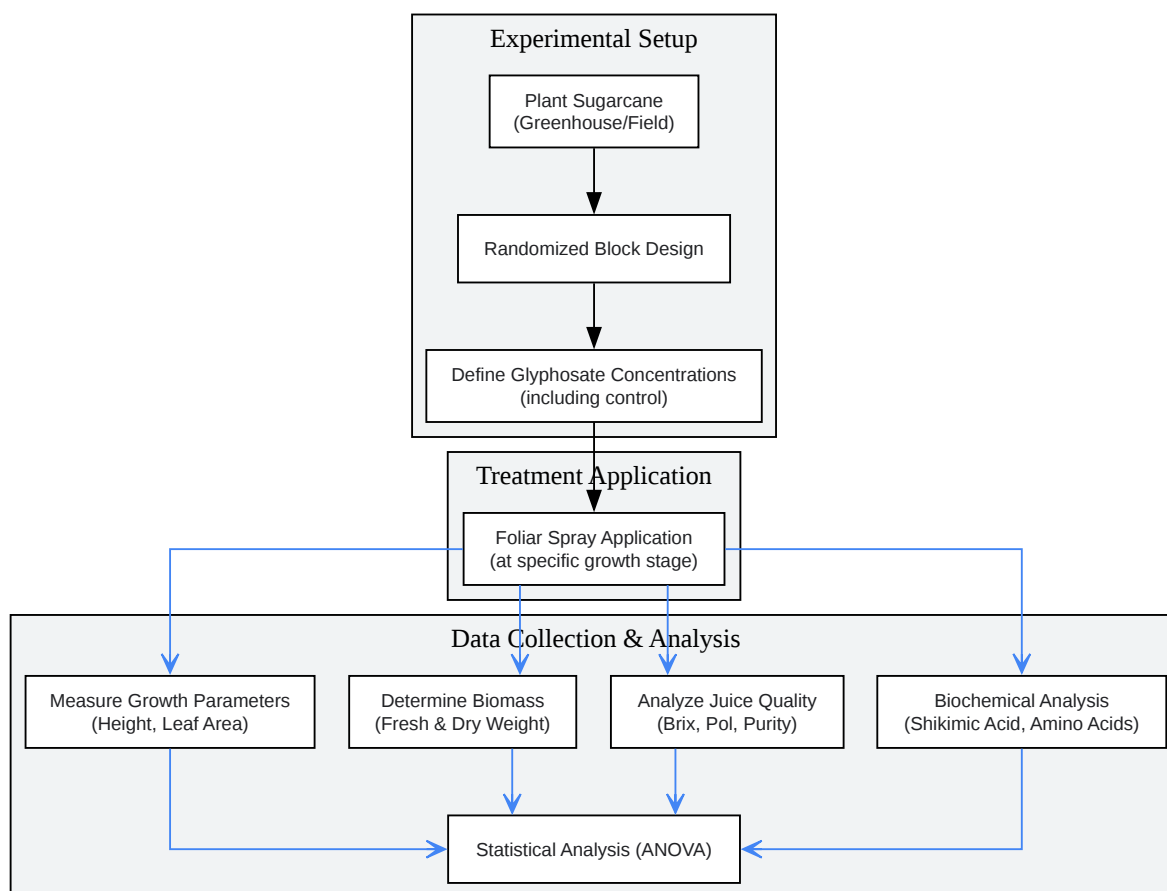 Experimental Setup
Plant Sugarcane
(Greenhouse/Field)
Randomized Block Design
Define Glyphosate Concentrations
(including control)
Treatment Application
Foliar Spray Application
(at specific growth stage)
Data Collection & Analysis
Measure Growth Parameters
(Height, Leaf Area)
Determine Biomass
(Fresh & Dry Weight)
Analyze Juice Quality
(Brix, Pol, Purity)
Biochemical Analysis
(Shikimic Acid, Amino Acids)
Statistical Analysis (ANOVA)